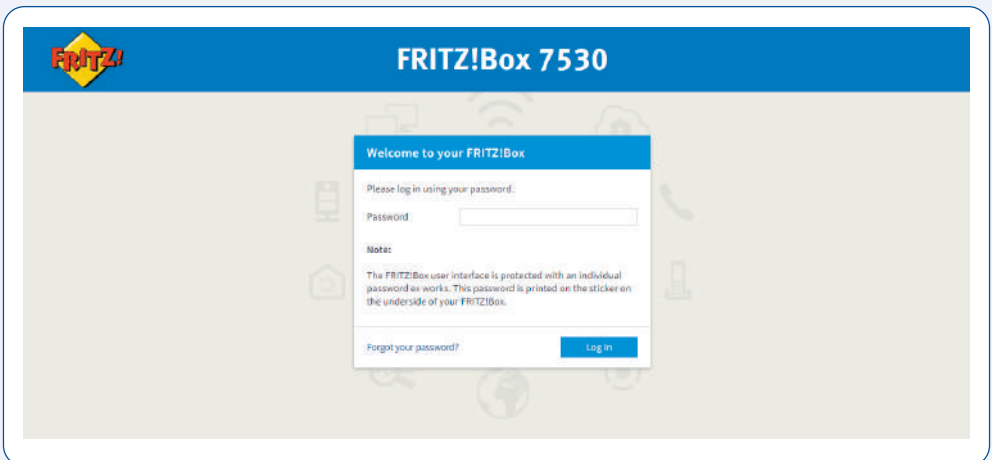 FRITZ!
FRITZ!Box 7530
Welcome to your FRITZ!Box
Please log in using your password.
Password
Note:
The FRITZ!Box user interface is protected with an individual
password ex works. This password is printed on the sticker on
the underside of your FRITZ!Box.
Forgot your password?
Log In